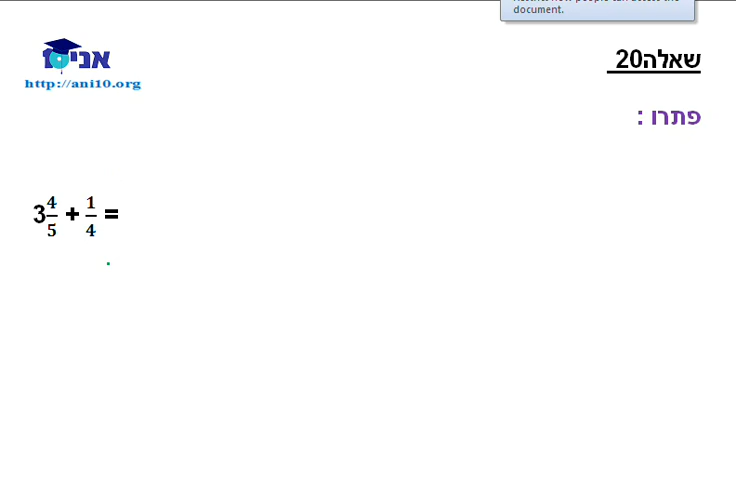 document.
שאלה20
אני10
http://ani10.org
פתרו :
3 4/5 + 1/4 =